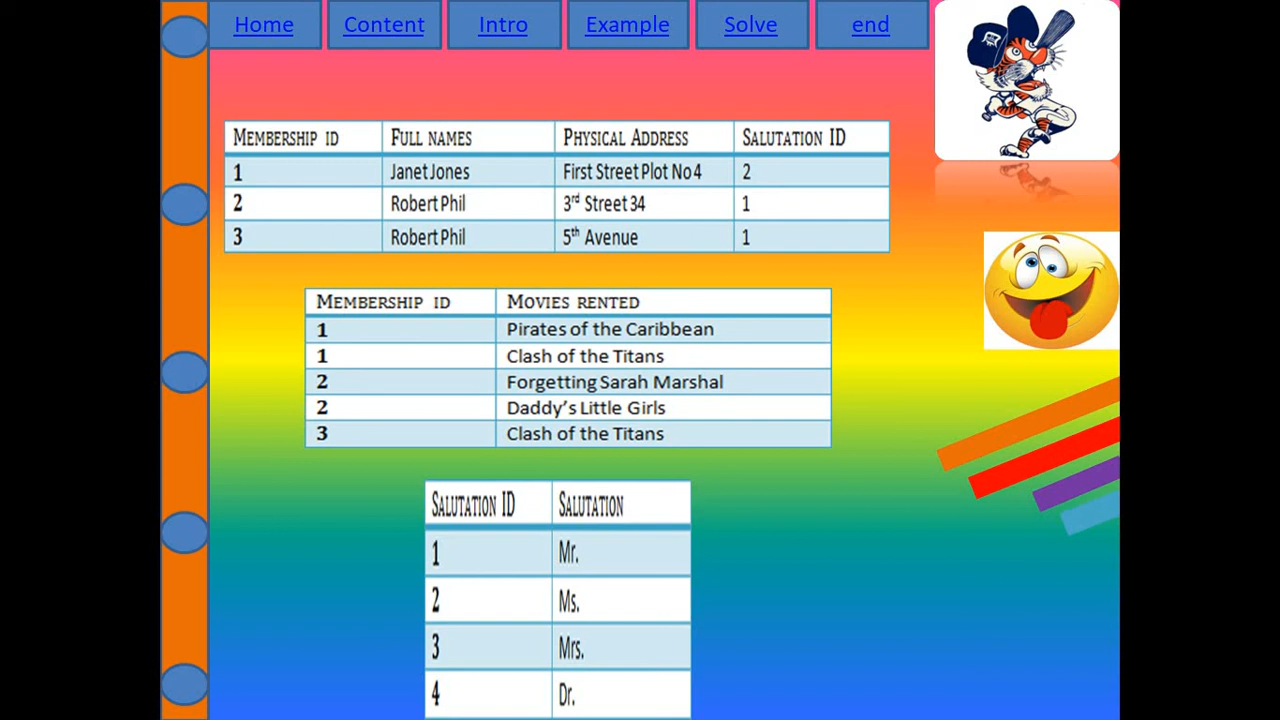 Home Content Intro Example Solve end
MEMBERSHIP ID FULL NAMES PHYSICAL ADDRESS SALUTATION ID
1 Janet Jones First Street Plot No 4 2
2 Robert Phil 3rd Street 34 1
3 Robert Phil 5th Avenue 1
MEMBERSHIP ID MOVIES RENTED
1 Pirates of the Caribbean
1 Clash of the Titans
2 Forgetting Sarah Marshal
2 Daddy’s Little Girls
3 Clash of the Titans
SALUTATION ID SALUTATION
1 Mr.
2 Ms.
3 Mrs.
4 Dr.